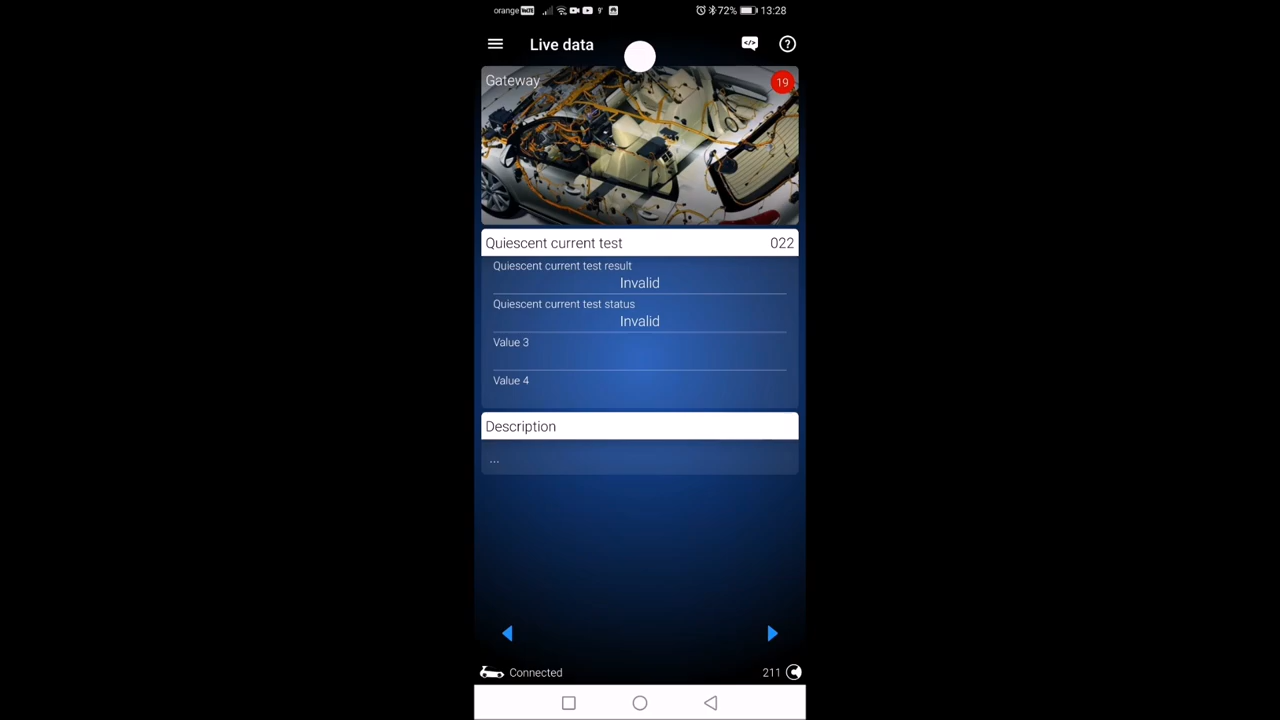 orange VoLTE 72% 13:28
Live data
Gateway 19
Quiescent current test 022
Quiescent current test result
Invalid
Quiescent current test status
Invalid
Value 3
Value 4
Description
...
Connected 211